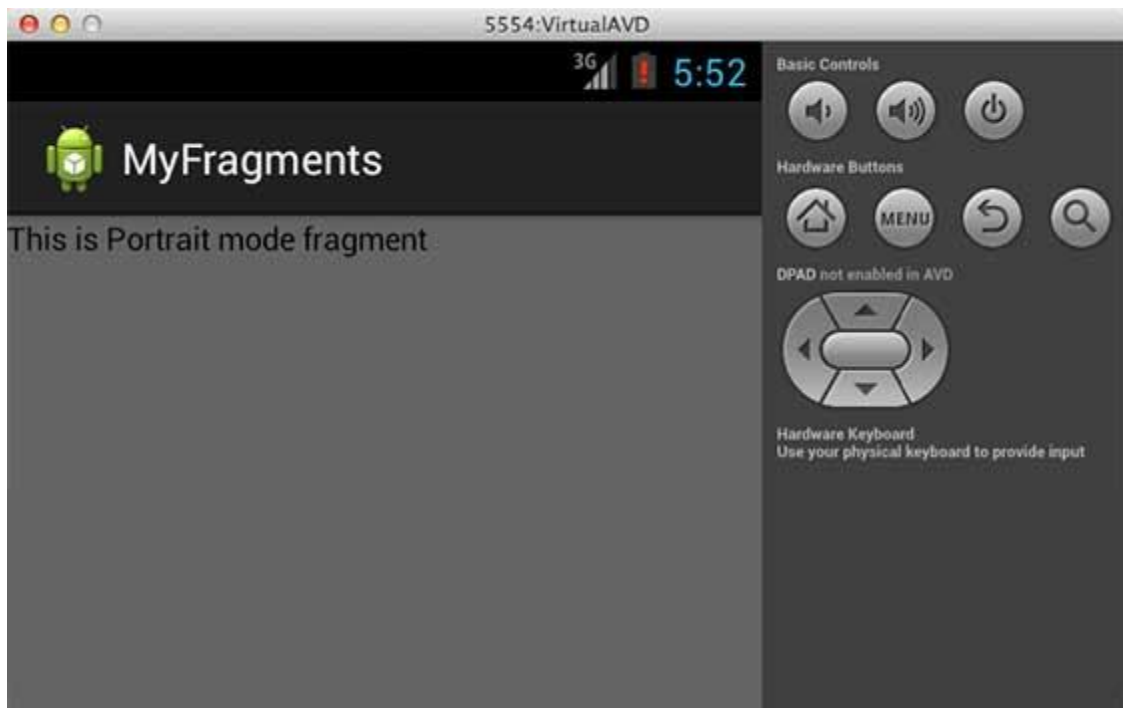 5554:VirtualAVD
3G 5:52
MyFragments
This is Portrait mode fragment
Basic Controls
Hardware Buttons
MENU
DPAD not enabled in AVD
Hardware Keyboard
Use your physical keyboard to provide input